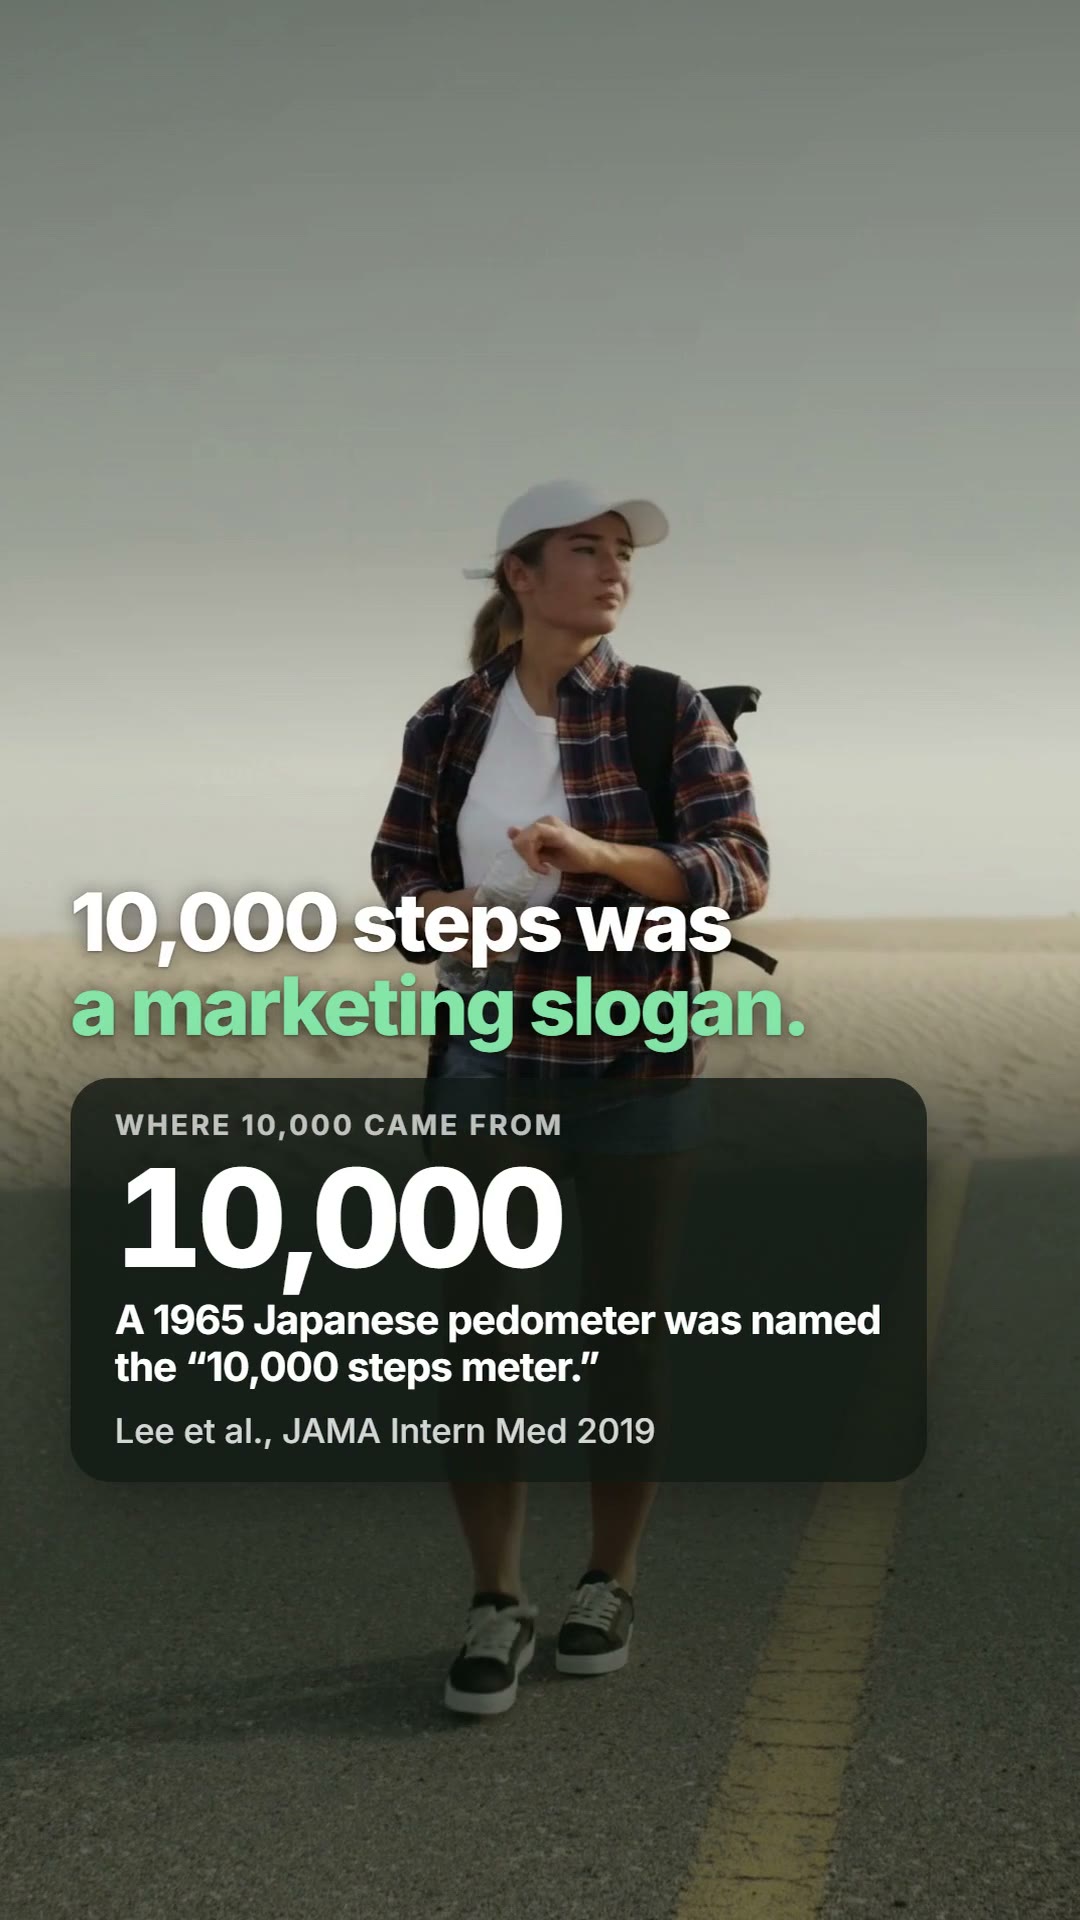 10,000 steps was
a marketing slogan.
WHERE 10,000 CAME FROM
10,000
A 1965 Japanese pedometer was named
the “10,000 steps meter.”
Lee et al., JAMA Intern Med 2019